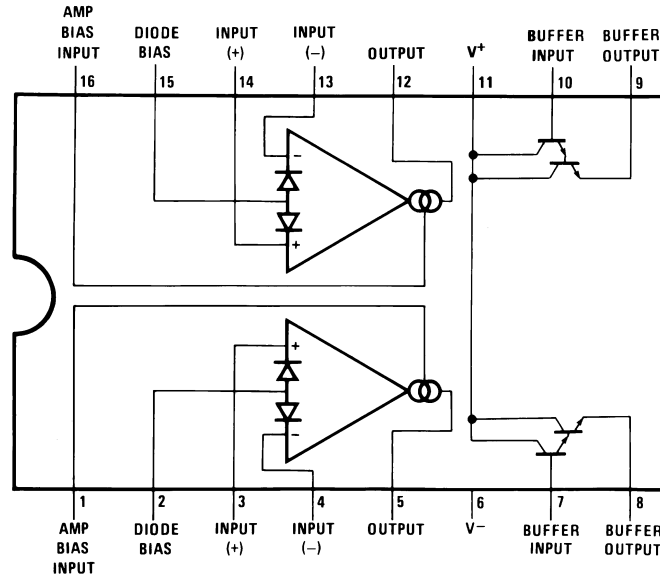 AMP
BIAS
INPUT
DIODE
BIAS
INPUT
(+)
INPUT
(−)
OUTPUT
V+
BUFFER
INPUT
BUFFER
OUTPUT
16
15
14
13
12
11
10
9
−
+
+
−
1
2
3
4
5
6
7
8
AMP
BIAS
INPUT
DIODE
BIAS
INPUT
(+)
INPUT
(−)
OUTPUT
V−
BUFFER
INPUT
BUFFER
OUTPUT